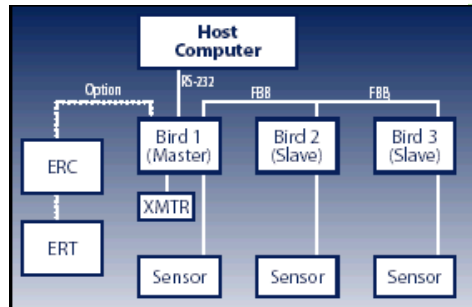 Host
Computer
RS-232
Option
FBB
FBB
Bird 1
(Master)
Bird 2
(Slave)
Bird 3
(Slave)
ERC
XMTR
ERT
Sensor
Sensor
Sensor